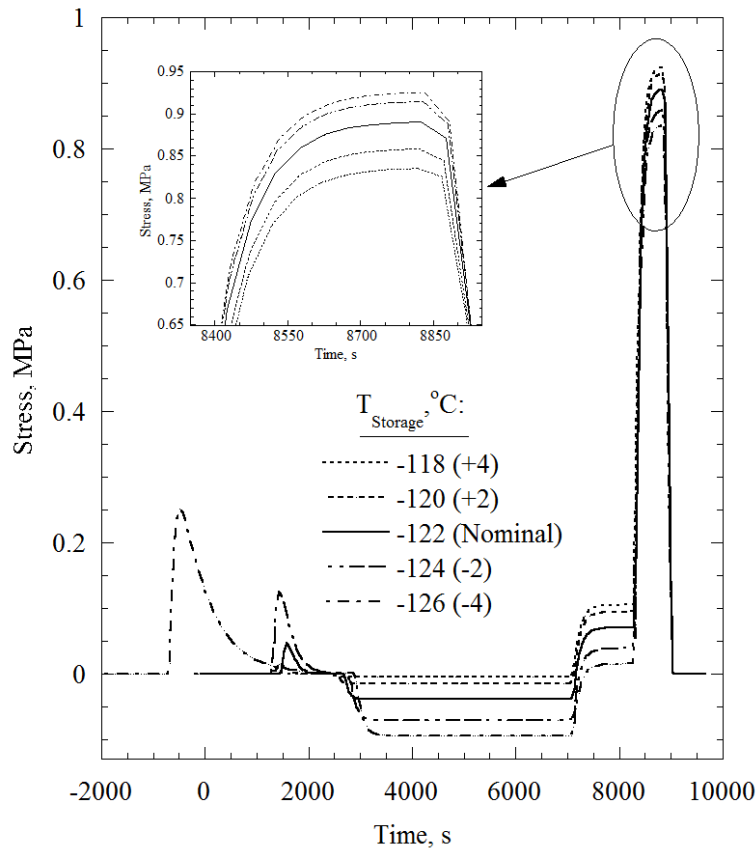 1
0.8
0.6
0.4
0.2
0
Stress, MPa
-2000 0 2000 4000 6000 8000 10000
Time, s
0.95
0.9
0.85
0.8
0.75
0.7
0.65
Stress, MPa
8400 8550 8700 8850
Time, s
T Storage, °C:
-118 (+4)
-120 (+2)
-122 (Nominal)
-124 (-2)
-126 (-4)